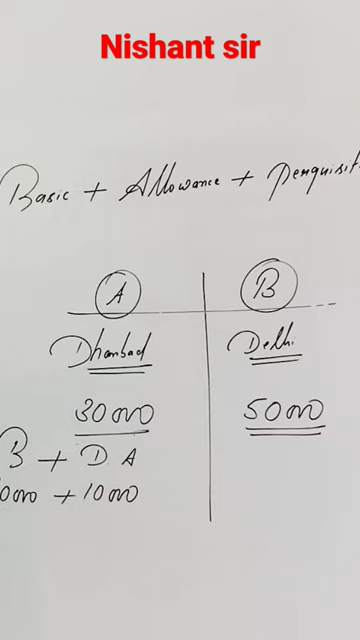 Nishant sir
Basic + Allowance + Perquisit
A B
Dhanbad Delhi
30000 50000
B + D A
+ 10000